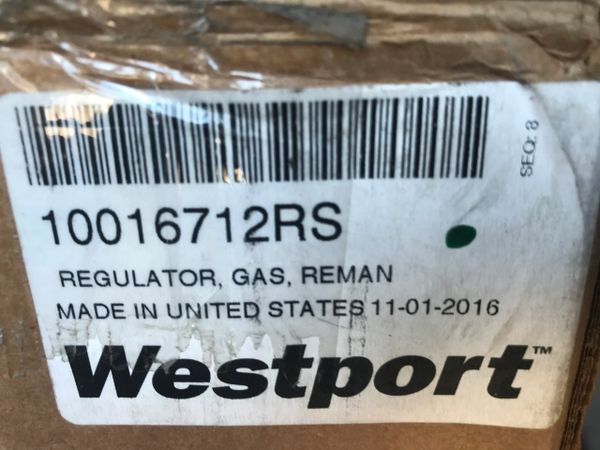 SEQ: 8
10016712RS
REGULATOR, GAS, REMAN
MADE IN UNITED STATES 11-01-2016
Westport™